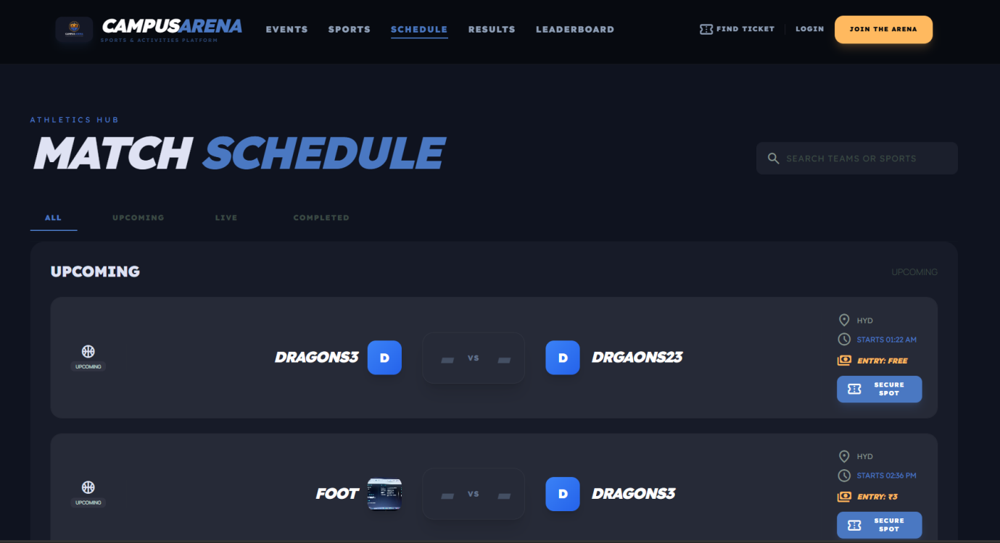 CAMPUSARENA
SPORTS & ACTIVITIES PLATFORM
EVENTS SPORTS SCHEDULE RESULTS LEADERBOARD
FIND TICKET LOGIN JOIN THE ARENA
ATHLETICS HUB
MATCH SCHEDULE
SEARCH TEAMS OR SPORTS
ALL UPCOMING LIVE COMPLETED
UPCOMING
UPCOMING
UPCOMING
DRAGONS3 D VS D DRGAONS23
HYD
STARTS 01:22 AM
ENTRY: FREE
SECURE
SPOT
UPCOMING
FOOT VS D DRAGONS3
HYD
STARTS 02:36 PM
ENTRY: ₹3
SECURE
SPOT